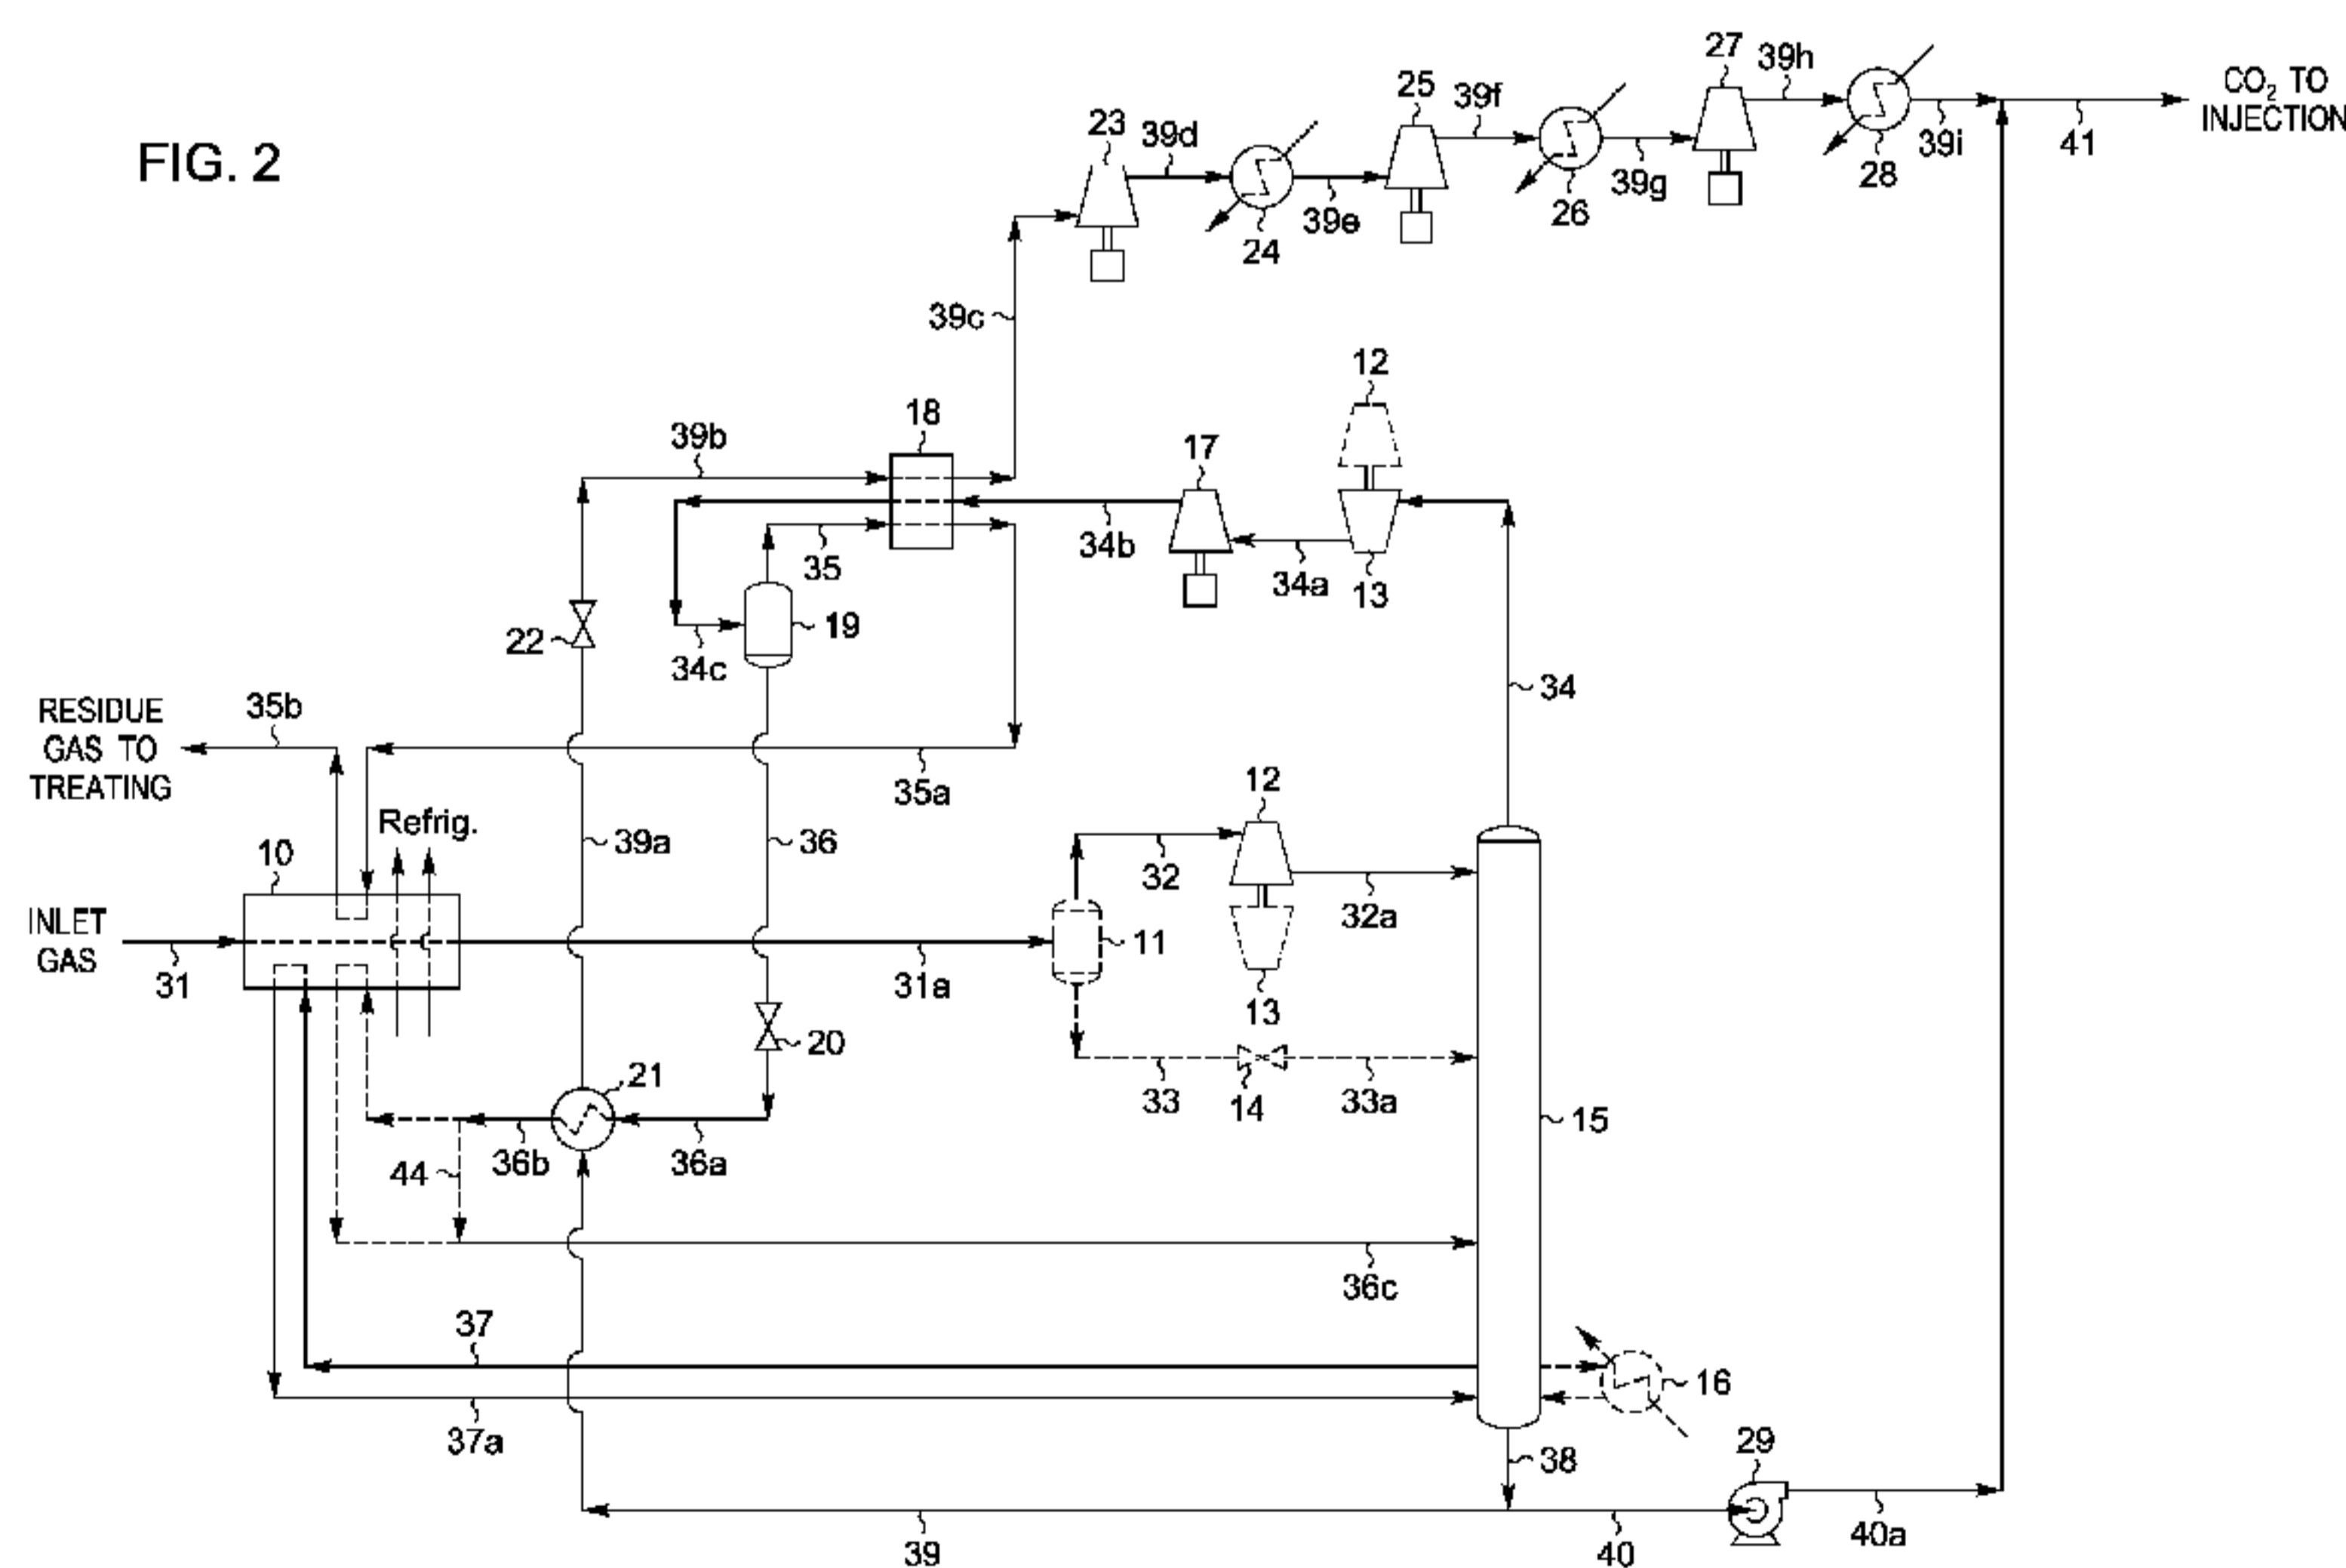 FIG. 2
27
39h
CO₂ TO
INJECTION
25
39f
23
39d
39i
41
28
39g
26
39e
24
39c
12
18
39b
17
34b
34a
13
35
19
22
34c
34
RESIDUE
GAS TO
TREATING
35b
35a
12
Refrig.
39a
36
10
32
32a
INLET
GAS
31
31a
11
13
20
21
33
14
33a
15
36b
36a
44
36c
37
16
37a
38
29
39
40
40a